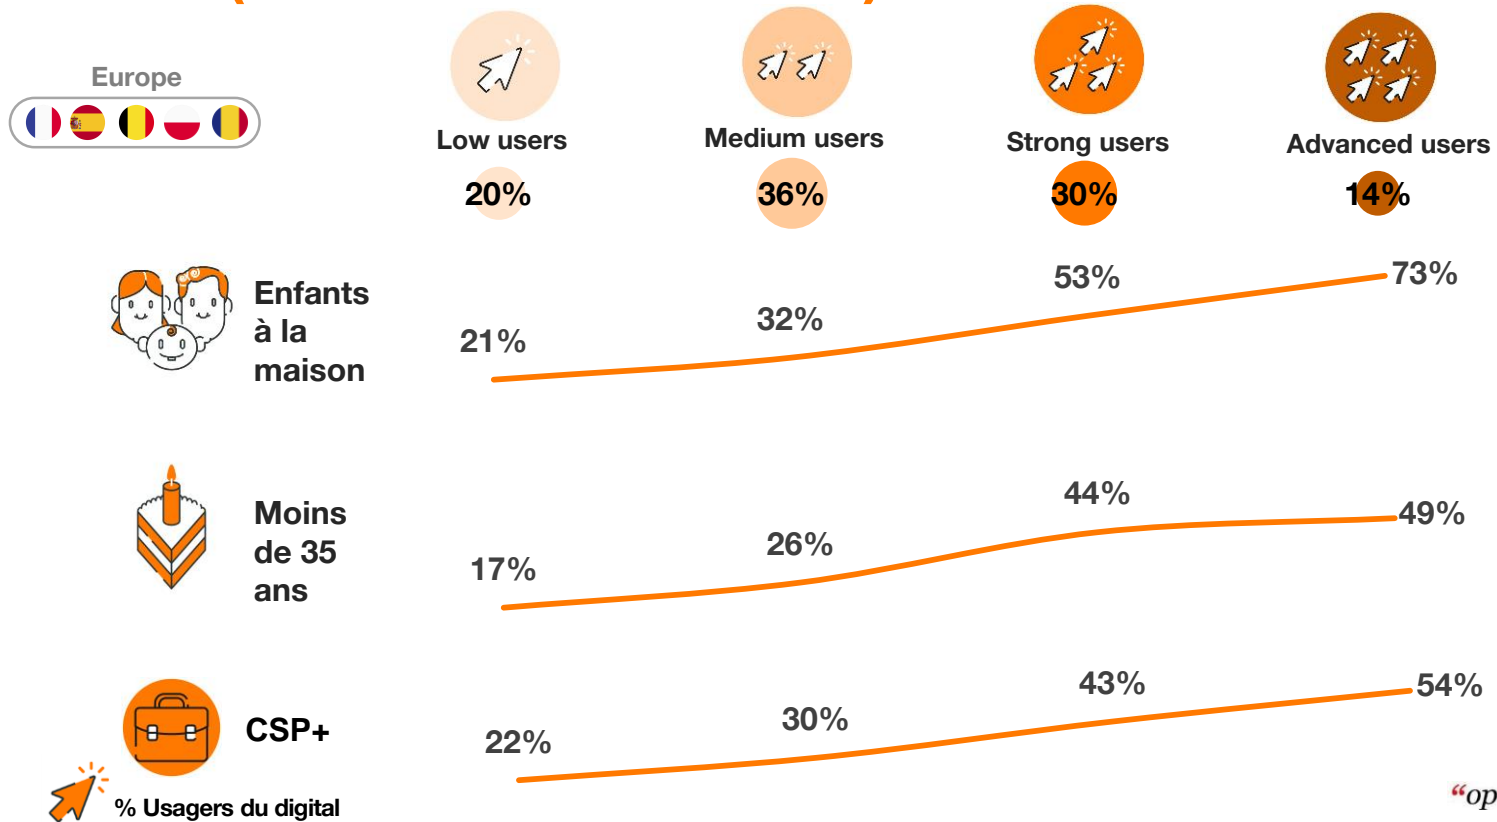 Europe
Low users
Medium users
Strong users
Advanced users
20%
36%
30%
14%
Enfants
à la
maison
21%
32%
53%
73%
Moins
de 35
ans
17%
26%
44%
49%
CSP+
22%
30%
43%
54%
% Usagers du digital
“op